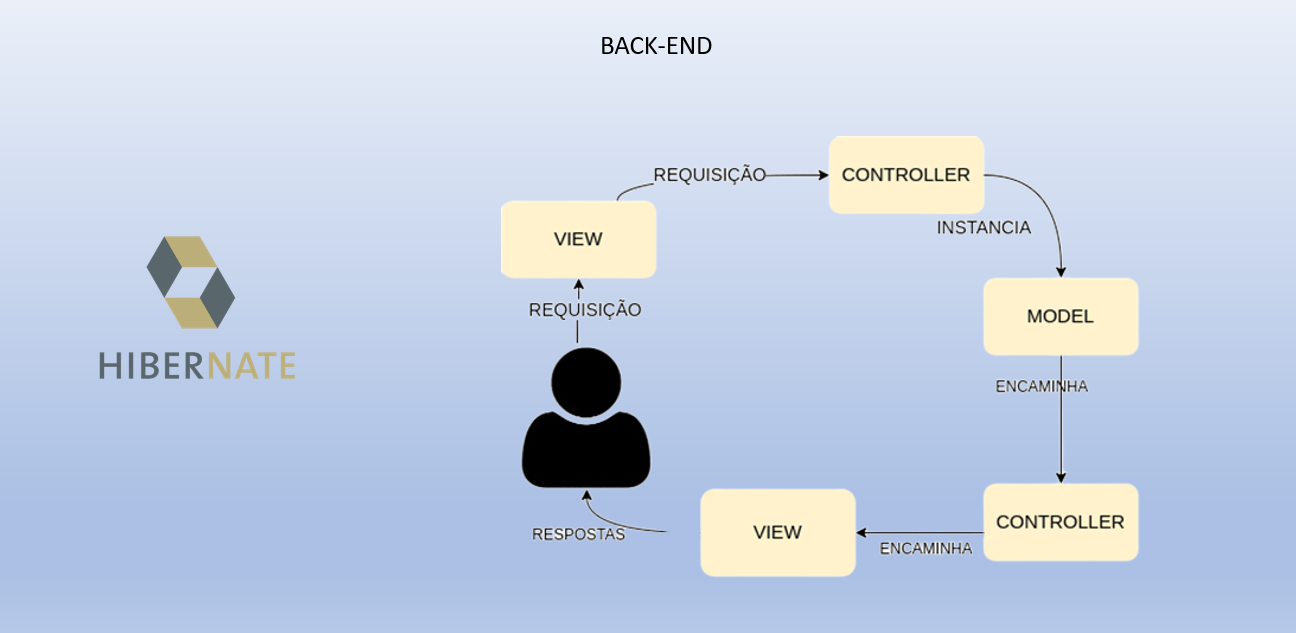 BACK-END
REQUISIÇÃO
CONTROLLER
INSTANCIA
VIEW
REQUISIÇÃO
MODEL
HIBERNATE
ENCAMINHA
CONTROLLER
VIEW
RESPOSTAS
ENCAMINHA